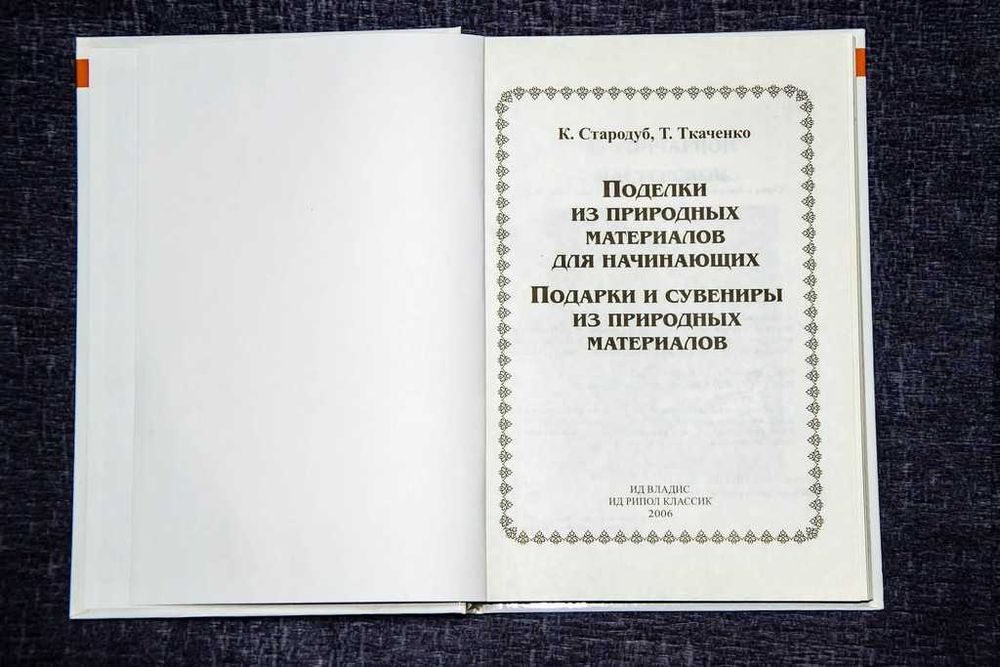 К. Стародуб, Т. Ткаченко
Поделки
из природных
материалов
для начинающих
Подарки и сувениры
из природных
материалов
ИД ВЛАДИС
ИД РИПОЛ КЛАССИК
2006